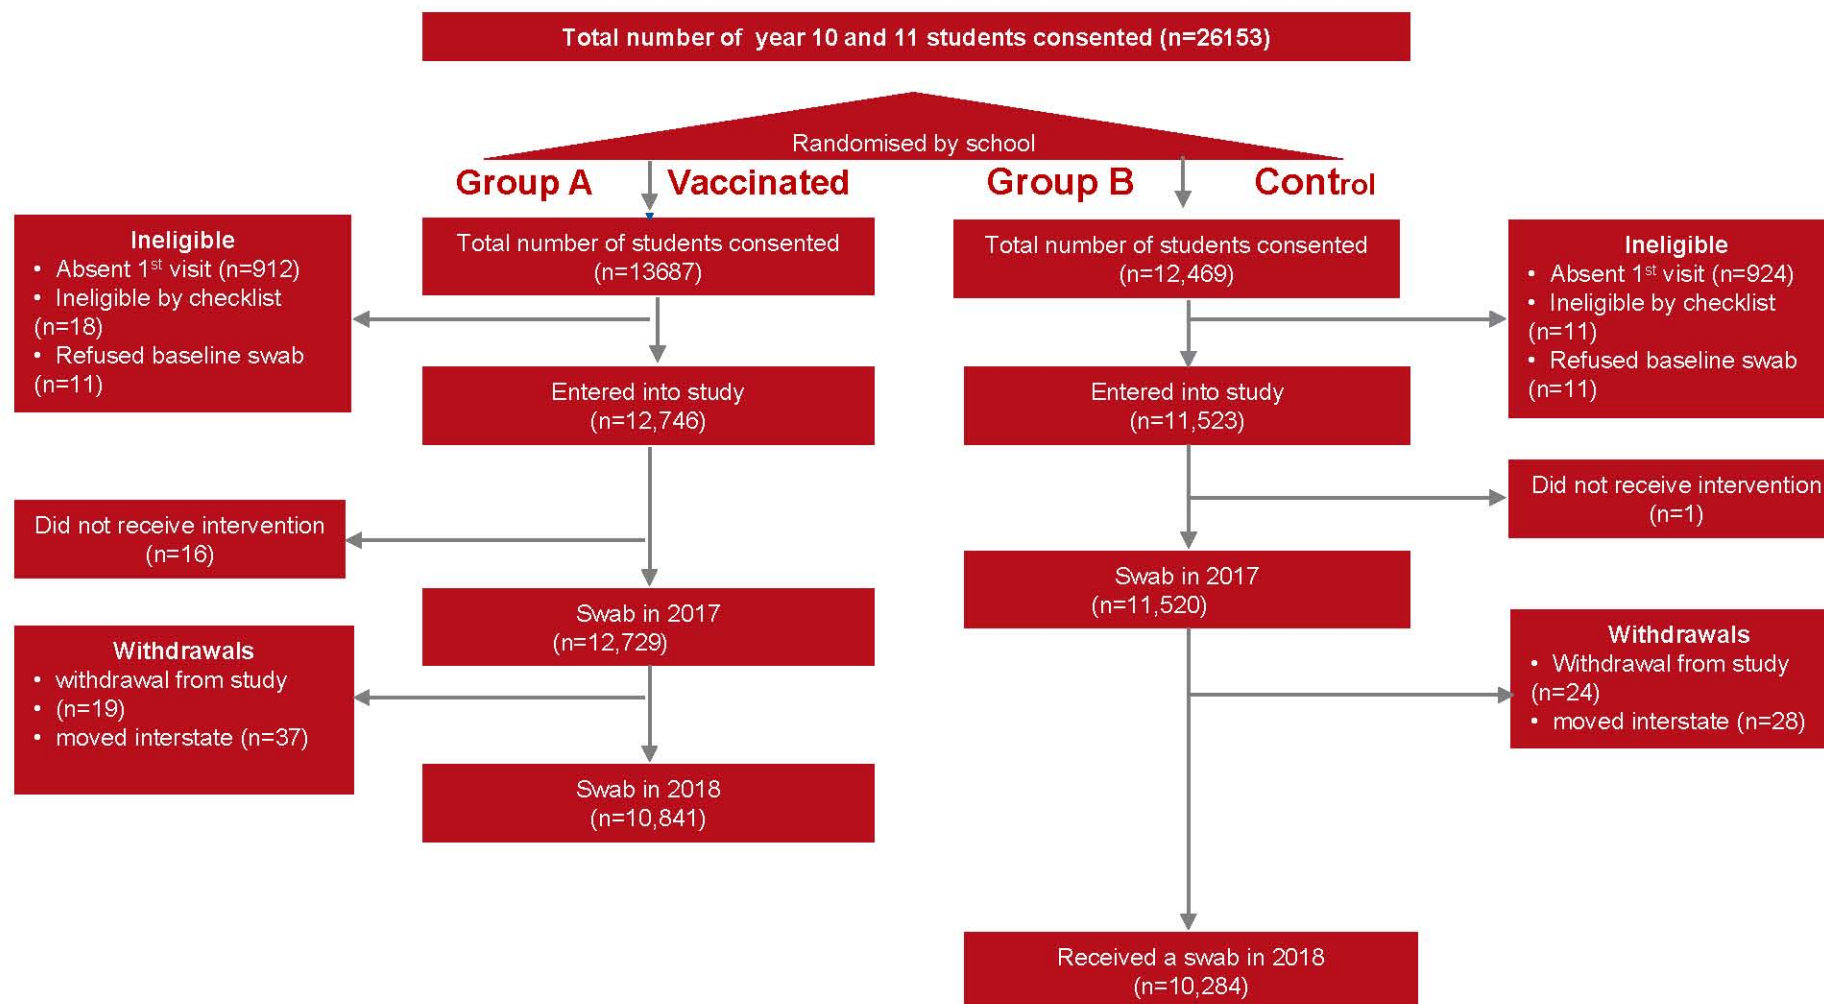 Total number of year 10 and 11 students consented (n=26153)
Randomised by school
Group A Vaccinated
Group B Control
Ineligible
• Absent 1st visit (n=912)
• Ineligible by checklist
(n=18)
• Refused baseline swab
(n=11)
Total number of students consented
(n=13687)
Total number of students consented
(n=12,469)
Ineligible
• Absent 1st visit (n=924)
• Ineligible by checklist
(n=11)
• Refused baseline swab
(n=11)
Entered into study
(n=12,746)
Entered into study
(n=11,523)
Did not receive intervention
(n=16)
Did not receive intervention
(n=1)
Swab in 2017
(n=12,729)
Swab in 2017
(n=11,520)
Withdrawals
• withdrawal from study
• (n=19)
• moved interstate (n=37)
Withdrawals
• Withdrawal from study
(n=24)
• moved interstate (n=28)
Swab in 2018
(n=10,841)
Received a swab in 2018
(n=10,284)